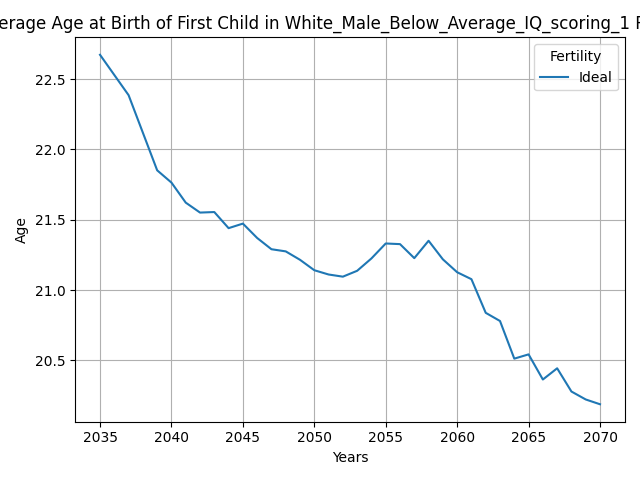 erage Age at Birth of First Child in White_Male_Below_Average_IQ_scoring_1
Fertility
Ideal
22.5
22.0
21.5
21.0
20.5
Age
2035 2040 2045 2050 2055 2060 2065 2070
Years